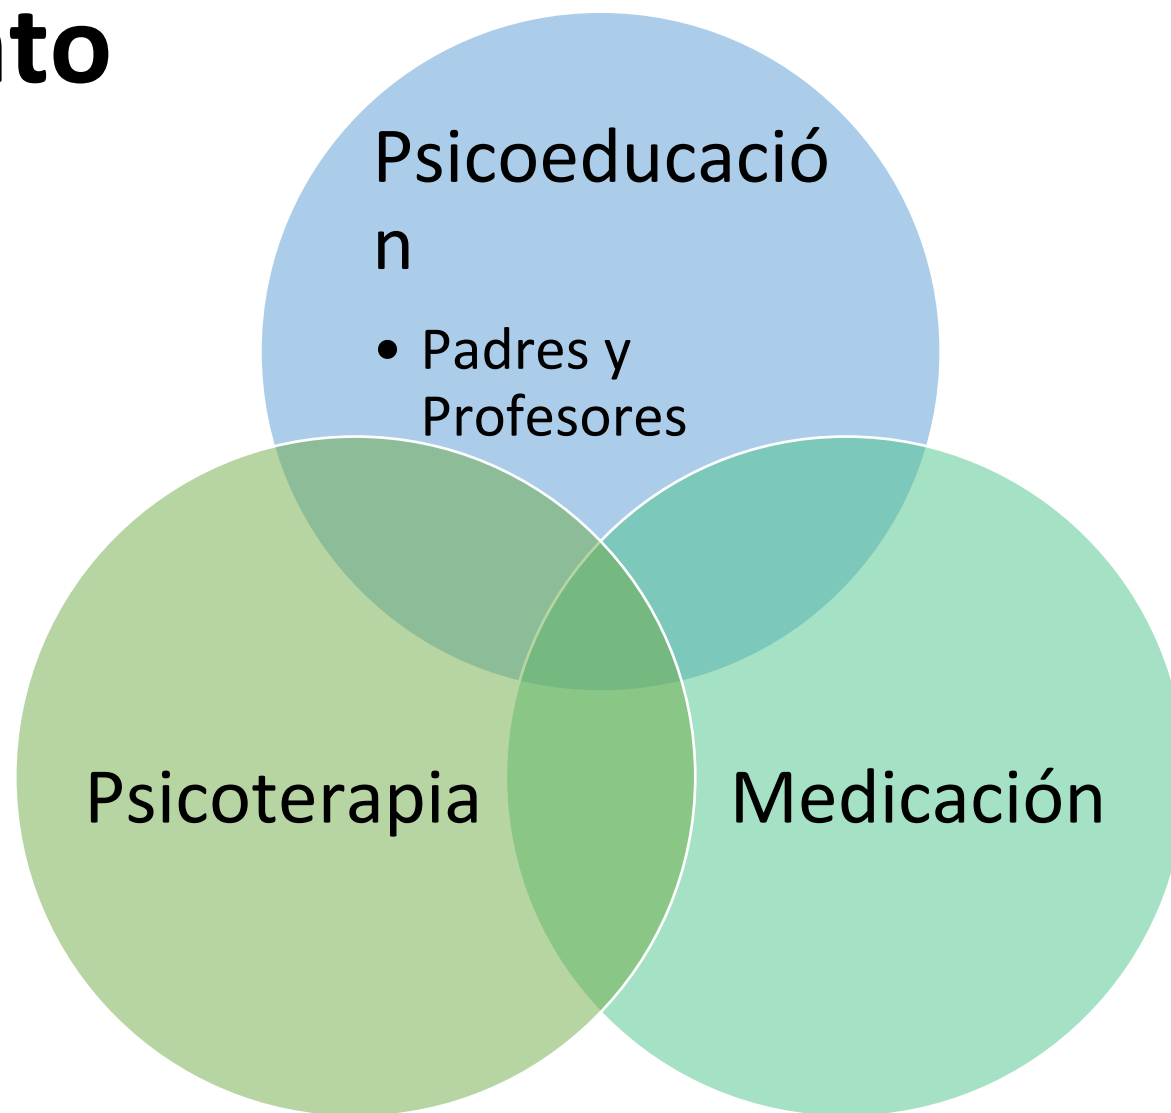 nto
Psicoeducació
n
• Padres y
Profesores
Psicoterapia
Medicación